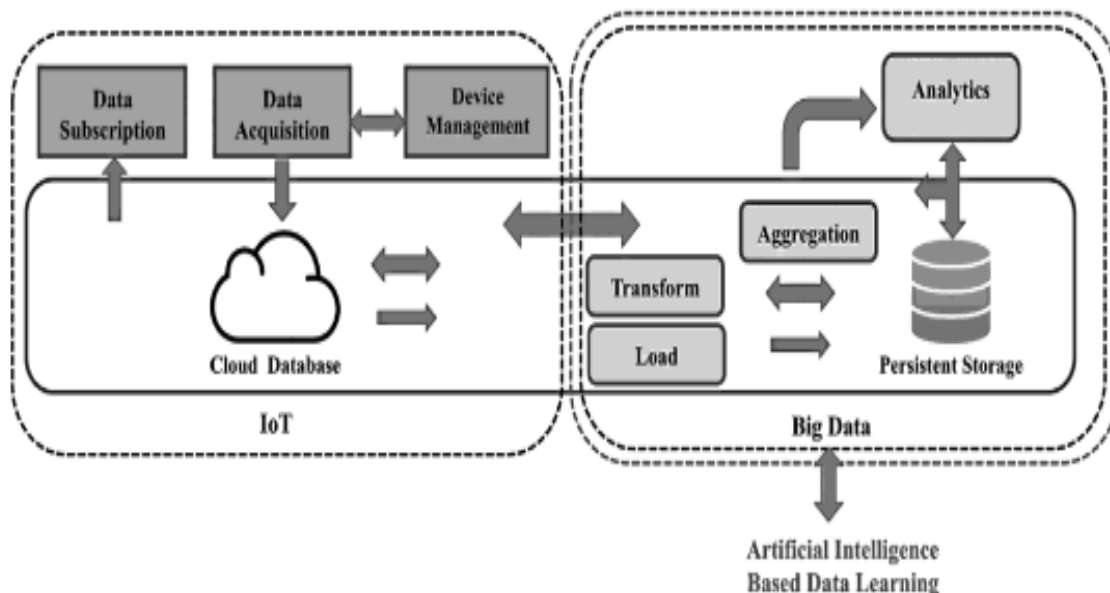 Data
Subscription
Data
Acquisition
Device
Management
Analytics
Aggregation
Transform
Load
Cloud Database
Persistent Storage
IoT
Big Data
Artificial Intelligence
Based Data Learning